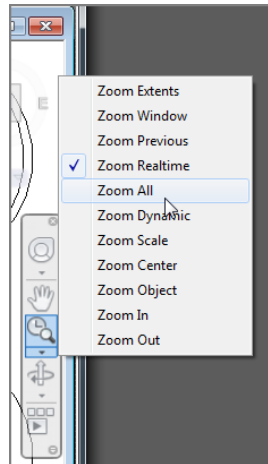 E
Zoom Extents
Zoom Window
Zoom Previous
Zoom Realtime
Zoom All
Zoom Dynamic
Zoom Scale
Zoom Center
Zoom Object
Zoom In
Zoom Out